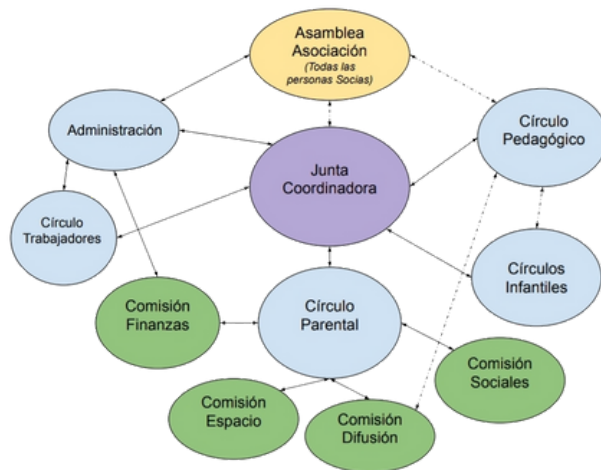 Asamblea
Asociación
(Todas las
personas Socias)
Administración
Círculo
Pedagógico
Junta
Coordinadora
Círculo
Trabajadores
Círculos
Infantiles
Comisión
Finanzas
Círculo
Parental
Comisión
Sociales
Comisión
Espacio
Comisión
Difusión